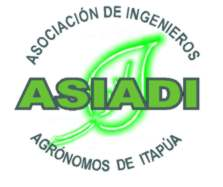 ASOCIACIÓN DE INGENIEROS
ASIADI
AGRÓNOMOS DE ITAPÚA